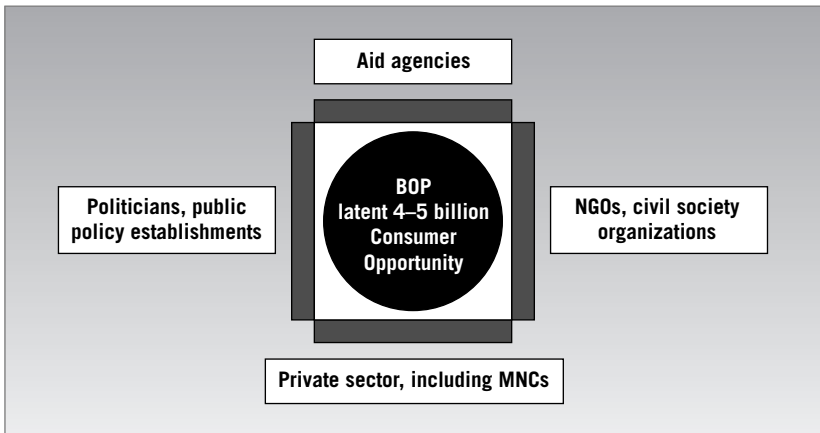 Aid agencies
Politicians, public
policy establishments
BOP
latent 4–5 billion
Consumer
Opportunity
NGOs, civil society
organizations
Private sector, including MNCs